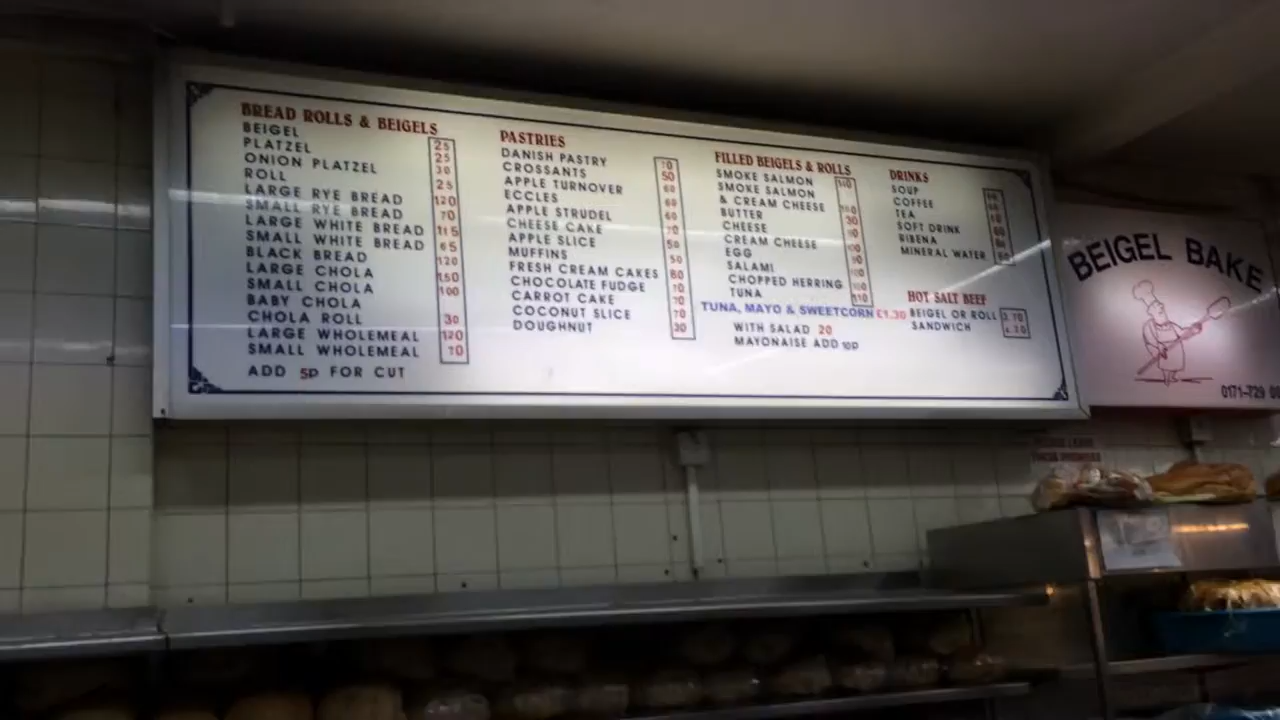 BREAD ROLLS & BEIGELS
BEIGEL 25
PLATZEL 25
ONION PLATZEL 30
ROLL 25
LARGE RYE BREAD 120
SMALL RYE BREAD 70
LARGE WHITE BREAD 115
SMALL WHITE BREAD 65
BLACK BREAD 120
LARGE CHOLA 150
SMALL CHOLA 100
BABY CHOLA
CHOLA ROLL 30
LARGE WHOLEMEAL 120
SMALL WHOLEMEAL 70
ADD 5P FOR CUT
PASTRIES
DANISH PASTRY 70
CROSSANTS 50
APPLE TURNOVER 60
ECCLES 60
APPLE STRUDEL 60
CHEESE CAKE 70
APPLE SLICE 50
MUFFINS 50
FRESH CREAM CAKES 80
CHOCOLATE FUDGE 70
CARROT CAKE 70
COCONUT SLICE 70
DOUGHNUT 30
FILLED BEIGELS & ROLLS
SMOKE SALMON
SMOKE SALMON
& CREAM CHEESE
BUTTER
CHEESE
CREAM CHEESE
EGG
SALAMI
CHOPPED HERRING
TUNA
TUNA, MAYO & SWEETCORN £1.30
WITH SALAD 20
MAYONAISE ADD 10P
DRINKS
SOUP
COFFEE
TEA
SOFT DRINK
RIBENA
MINERAL WATER
HOT SALT BEEF
BEIGEL OR ROLL 3.70
SANDWICH
BEIGEL BAKE
0171-729